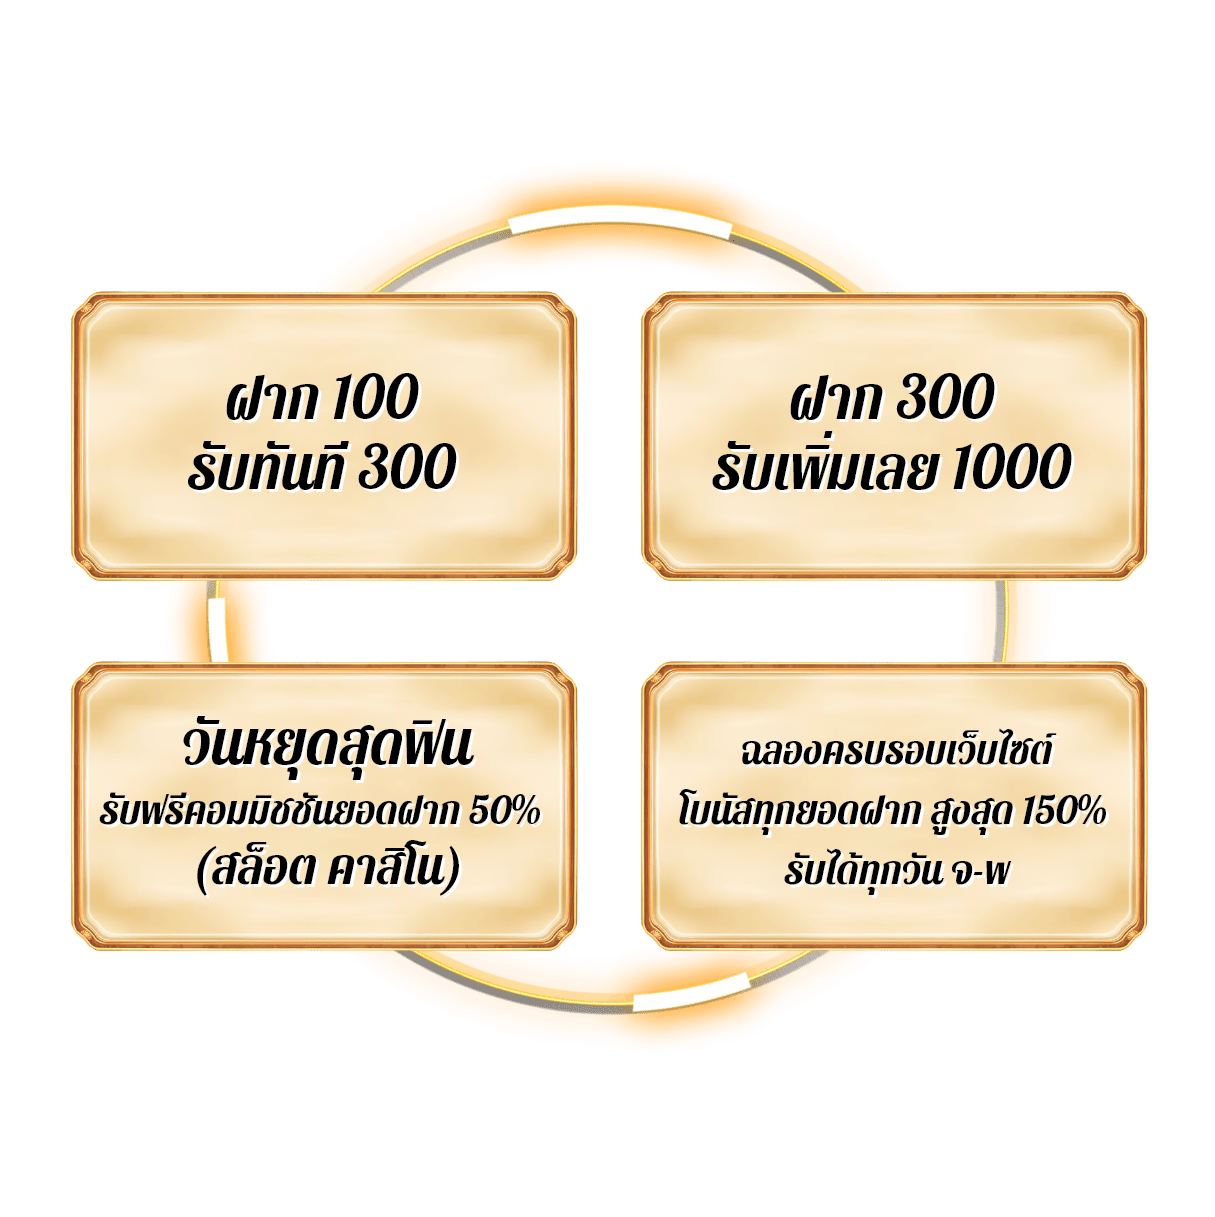 ฝาก 100
รับทันที 300
ฝาก 300
รับเพิ่มเลย 1000
วันหยุดสุดฟิน
รับฟรีคอมมิชชันยอดฝาก 50%
(สล็อต คาสิโน)
ฉลองครบรอบเว็บไซต์
โบนัสทุกยอดฝาก สูงสุด 150%
รับได้ทุกวัน จ-พ